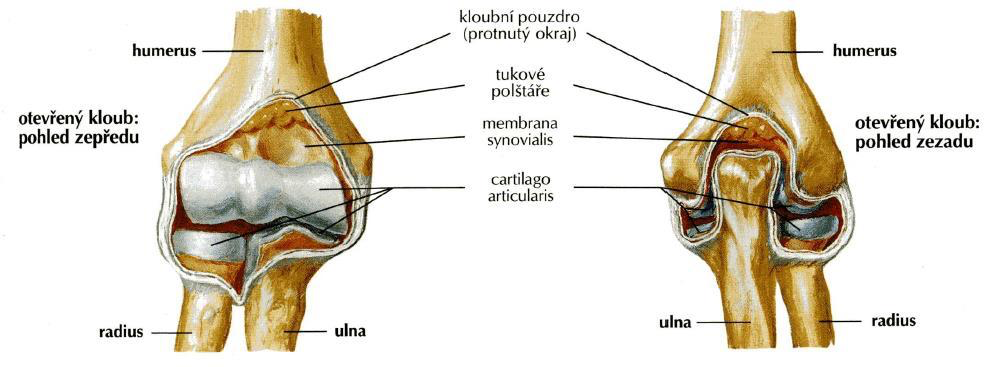 kloubní pouzdro
(protnutý okraj)
humerus
humerus
tukové
polštáře
otevřený kloub:
pohled zepředu
membrana
synovialis
otevřený kloub:
pohled zezadu
cartilago
articularis
radius
ulna
ulna
radius